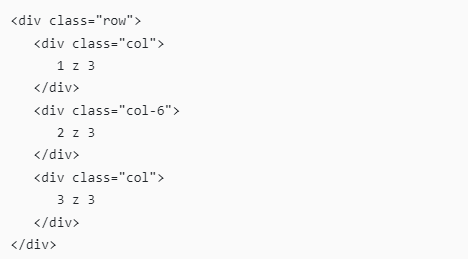 <div class="row">
<div class="col">
1 z 3
</div>
<div class="col-6">
2 z 3
</div>
<div class="col">
3 z 3
</div>
</div>